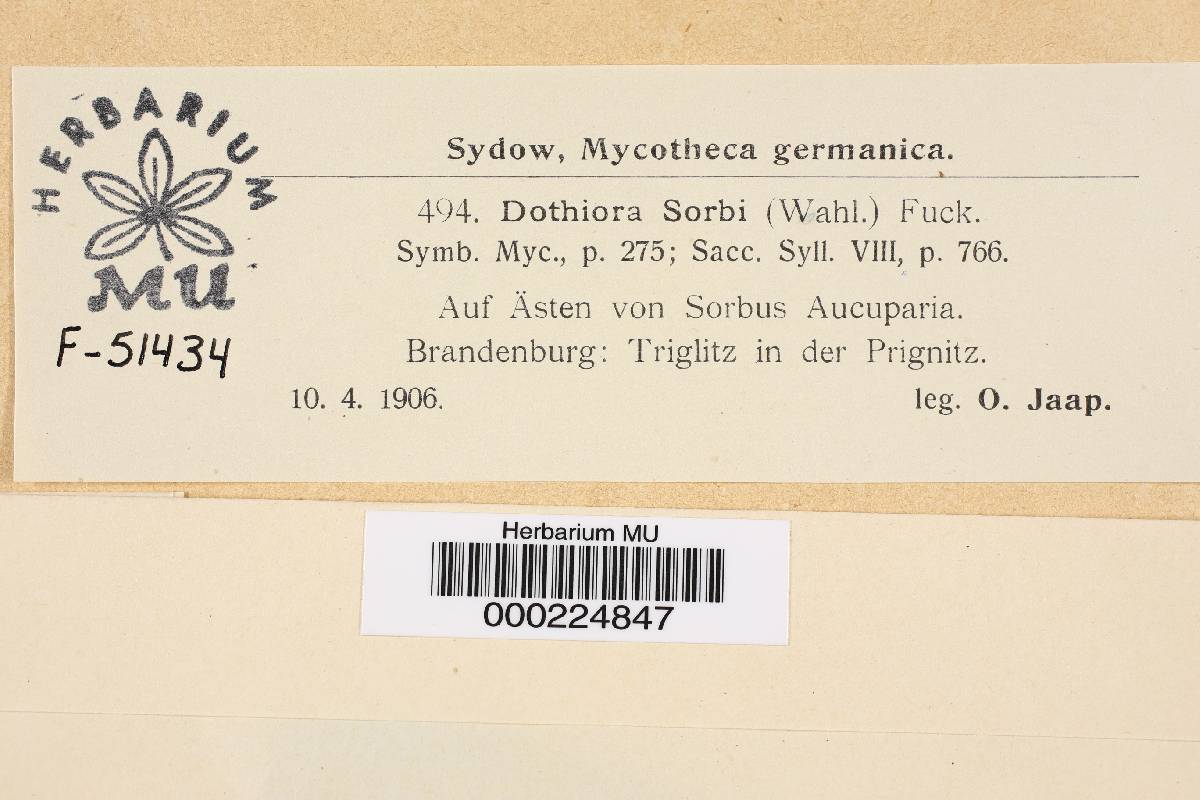 HERBARIUM
MU
F-51434
Sydow, Mycotheca germanica.
494. Dothiora Sorbi (Wahl.) Fuck.
Symb. Myc., p. 275; Sacc. Syll. VIII, p. 766.
Auf Ästen von Sorbus Aucuparia.
Brandenburg: Triglitz in der Prignitz.
10. 4. 1906. leg. O. Jaap.
Herbarium MU
000224847